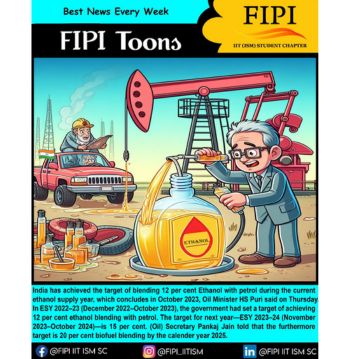 Best News Every Week
FIPI Toons
FIPI
IIT (ISM) STUDENT CHAPTER
ETHANOL
India has achieved the target of blending 12 per cent Ethanol with petrol during the current
ethanol supply year, which concludes in October 2023, Oil Minister HS Puri said on Thursday
In ESY 2022–23 (December 2022–October 2023), the government had set a target of achieving
12 per cent ethanol blending with petrol. The target for next year—ESY 2023–24 (November
2023–October 2024)—is 15 per cent. (Oil) Secretary Pankaj Jain told that the furthermore
target is 20 per cent biofuel blending by the calender year 2025.
@FIPI IIT ISM SC
@FIPI_IITISM
@FIPI IIT ISM SC